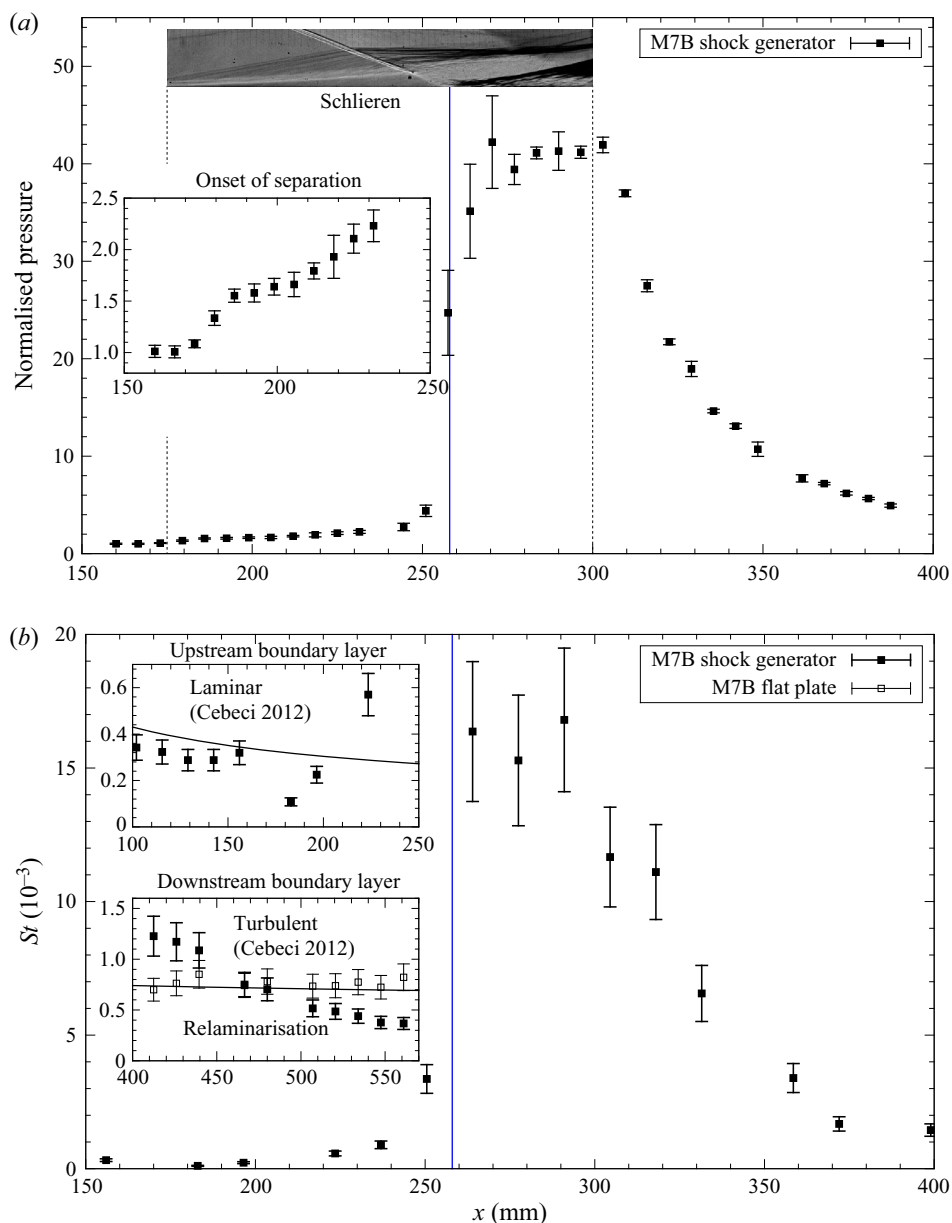 (a)
M7B shock generator
50
40
30
20
10
0
Normalised pressure
Schlieren
Onset of separation
2.5
2.0
1.5
1.0
150 200 250
150 200 250 300 350 400
(b)
20
15
10
5
0
St (10⁻³)
M7B shock generator
M7B flat plate
Upstream boundary layer
Laminar
(Cebeci 2012)
0.6
0.4
0.2
0
100 150 200 250
Downstream boundary layer
Turbulent
(Cebeci 2012)
Relaminarisation
1.5
1.0
0.5
0
400 450 500 550
150 200 250 300 350 400
x (mm)